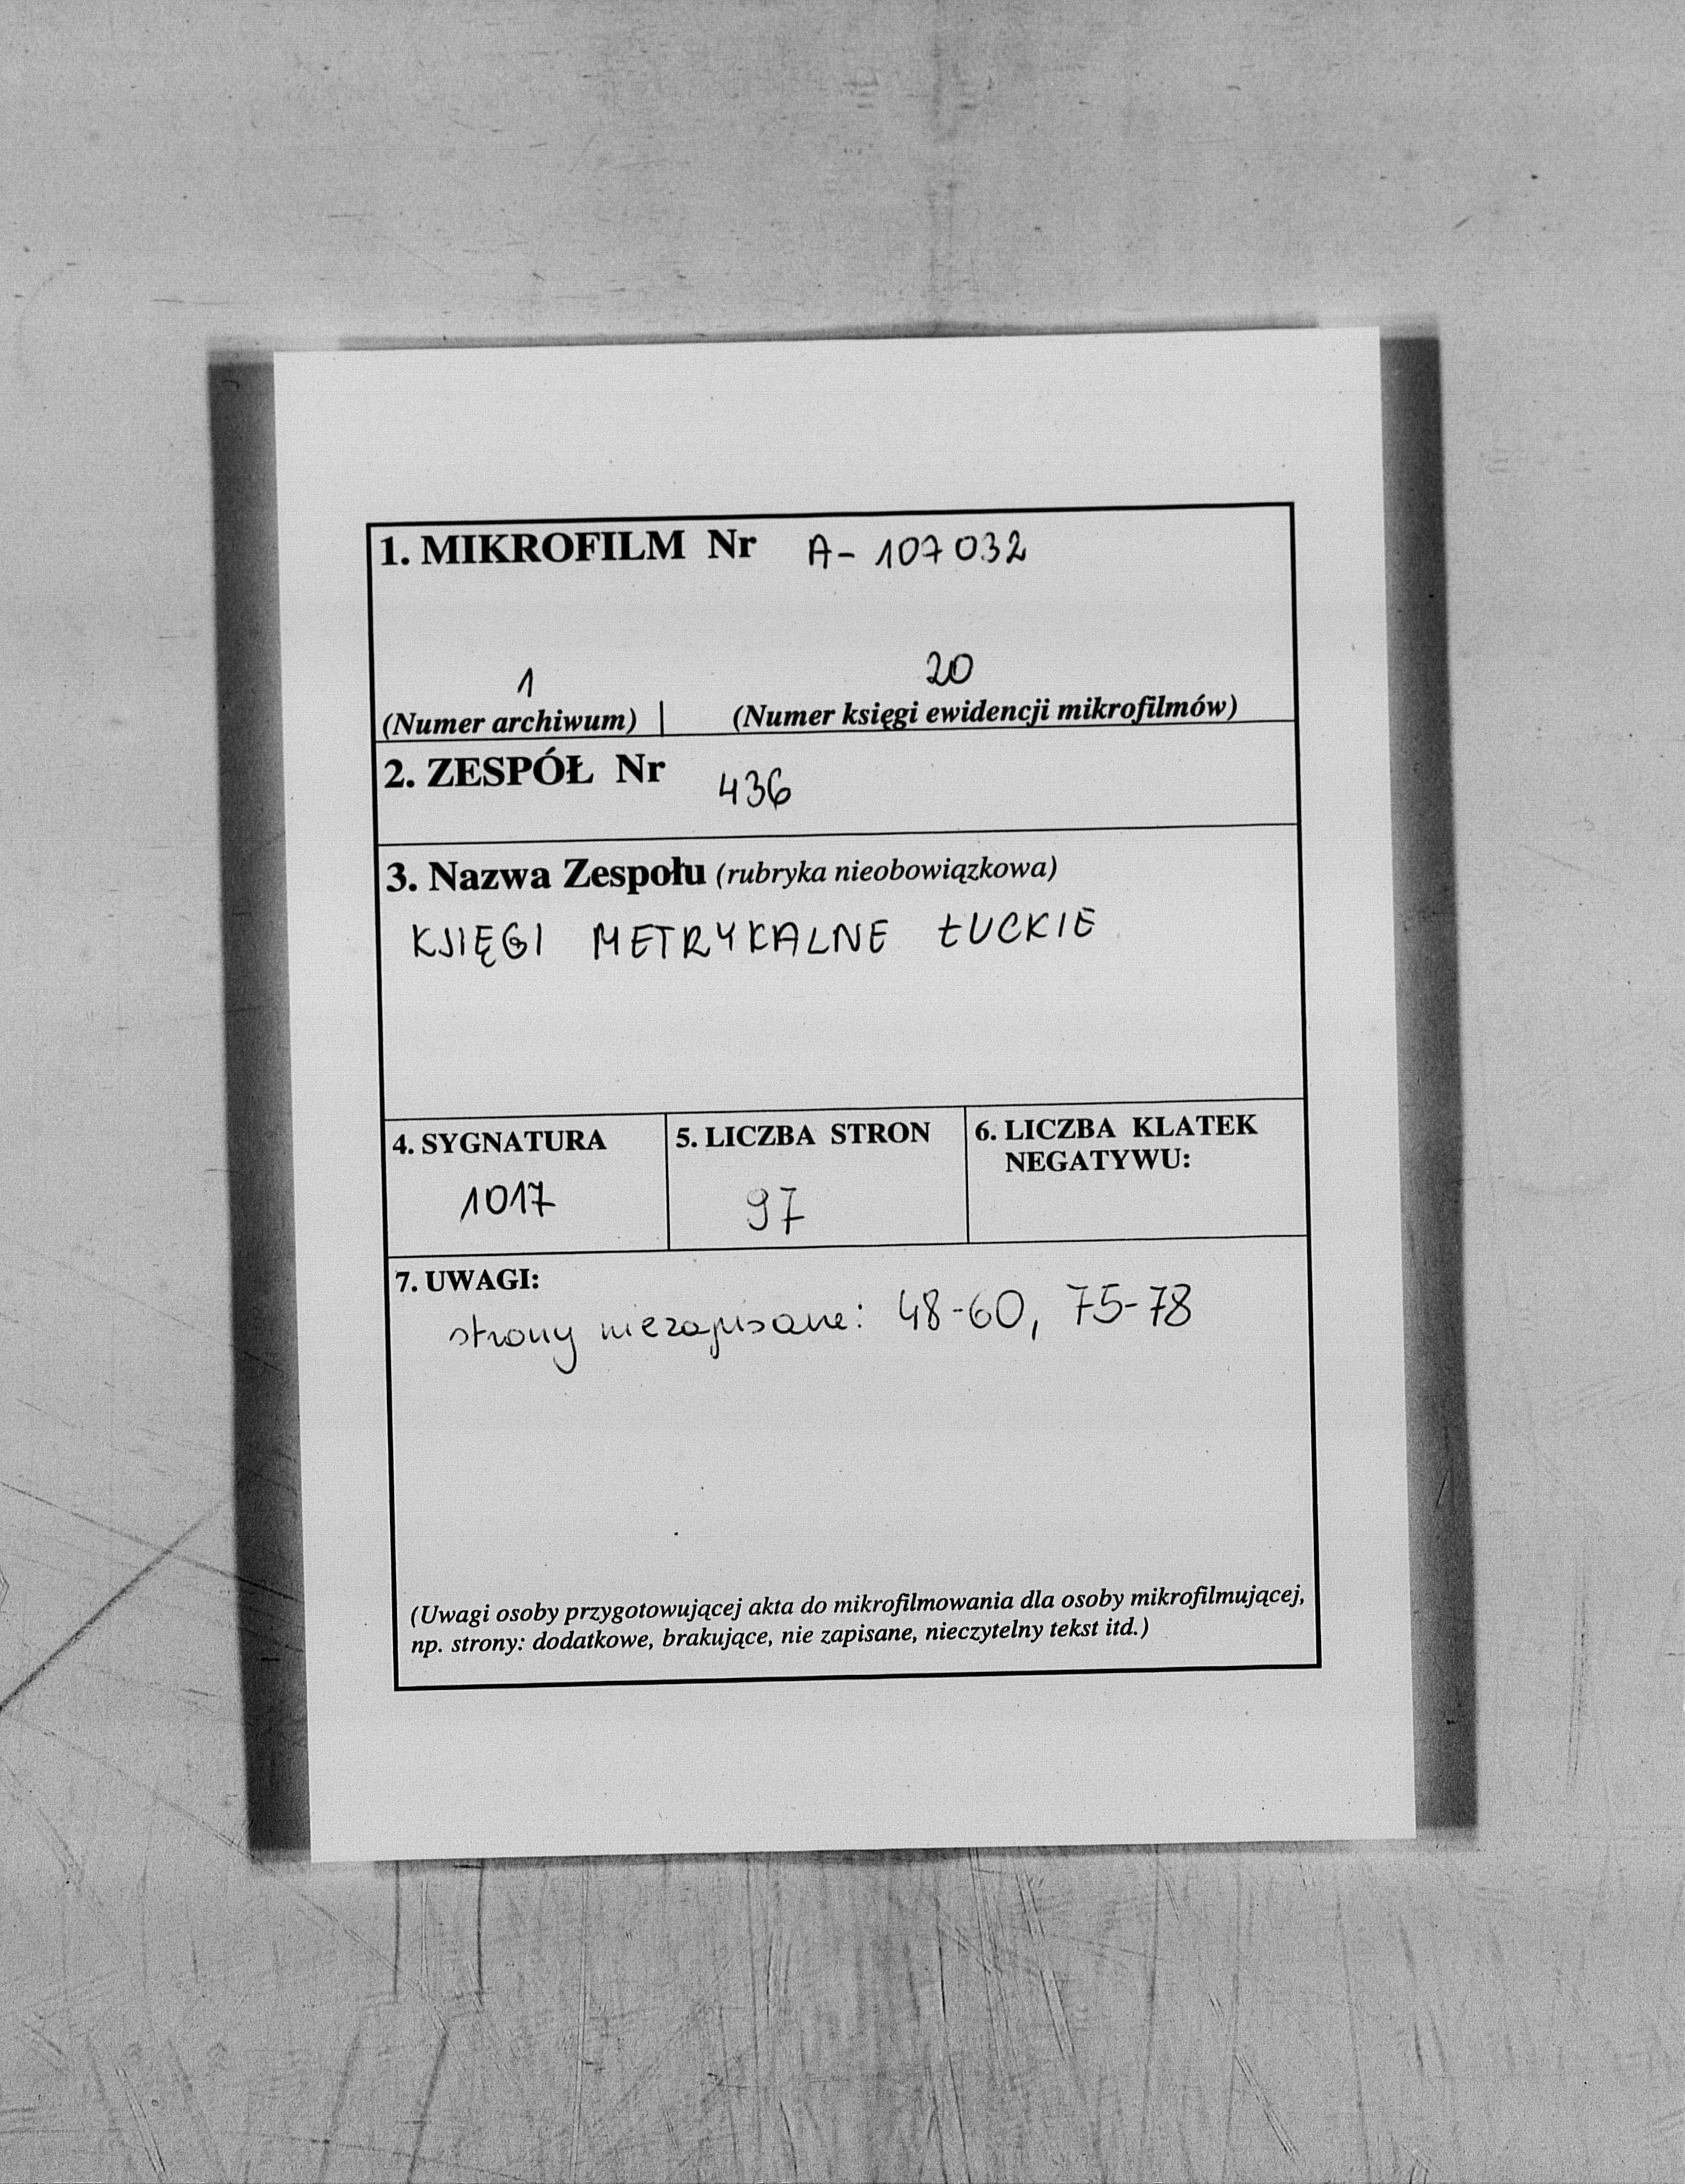 1. MIKROFILM Nr A-107032
1 20
(Numer archiwum) | (Numer księgi ewidencji mikrofilmów)
2. ZESPÓŁ Nr 436
3. Nazwa Zespołu (rubryka nieobowiązkowa)
KSIĘGI METRYKALNE ŁUCKIE
4. SYGNATURA
1017
5. LICZBA STRON
97
6. LICZBA KLATEK
NEGATYWU:
7. UWAGI:
strony niezapisane: 48-60, 75-78
(Uwagi osoby przygotowującej akta do mikrofilmowania dla osoby mikrofilmującej,
np. strony: dodatkowe, brakujące, nie zapisane, nieczytelny tekst itd.)